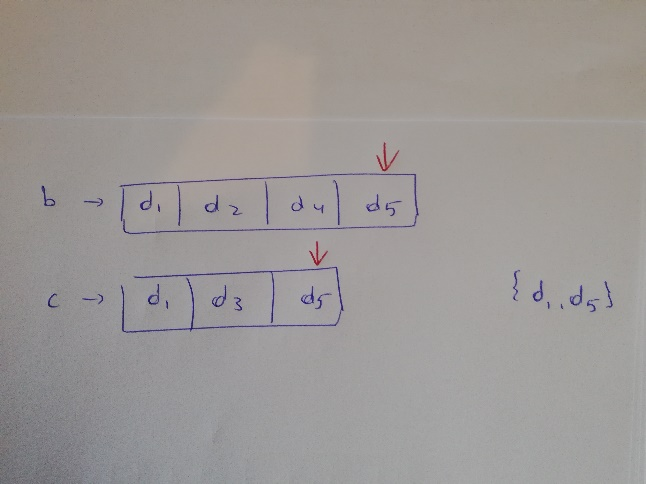 b → d₁ d₂ d₄ d₅
c → d₁ d₃ d₅ {d₁..d₅}